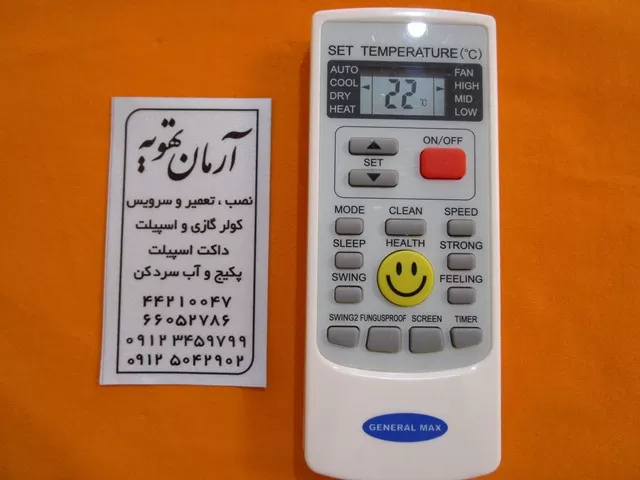 آرمان تهویه
نصب ، تعمیر و سرویس
کولر گازی و اسپیلت
داکت اسپیلت
پکیج و آب سردکن
۴۴۲۱۰۰۴۷
۶۶۰۵۲۷۸۶
۰۹۱۲ ۳۴۵۹۷۹۹
۰۹۱۲ ۵۰۴۲۹۰۲
SET TEMPERATURE(°C)
AUTO
COOL
DRY
HEAT
22 °C
FAN
HIGH
MID
LOW
ON/OFF
SET
MODE CLEAN SPEED
SLEEP HEALTH STRONG
SWING FEELING
SWING2 FUNGUSPROOF SCREEN TIMER
GENERAL MAX